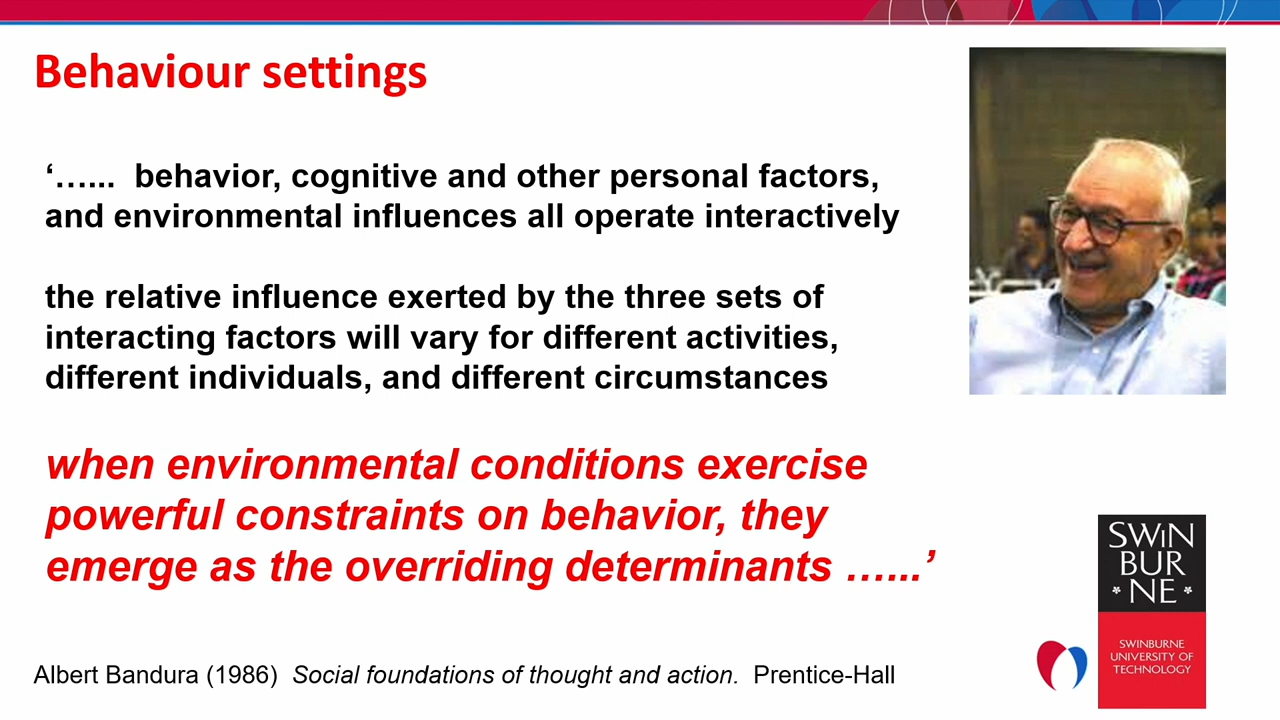 Behaviour settings
‘…... behavior, cognitive and other personal factors,
and environmental influences all operate interactively
the relative influence exerted by the three sets of
interacting factors will vary for different activities,
different individuals, and different circumstances
when environmental conditions exercise
powerful constraints on behavior, they
emerge as the overriding determinants …...’
Albert Bandura (1986) Social foundations of thought and action. Prentice-Hall
SWiN
BUR
* NE *
SWINBURNE
UNIVERSITY OF
TECHNOLOGY